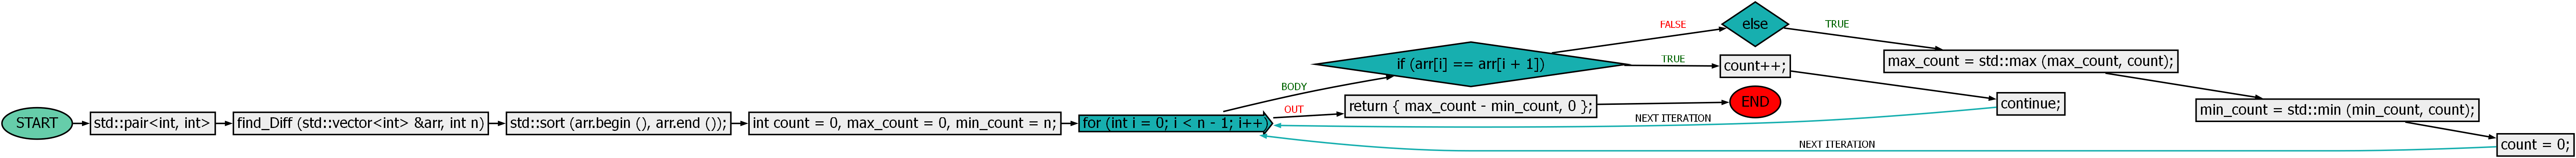 START
std::pair<int, int>
find_Diff (std::vector<int> &arr, int n)
std::sort (arr.begin (), arr.end ());
int count = 0, max_count = 0, min_count = n;
for (int i = 0; i < n - 1; i++
BODY
OUT
if (arr[i] == arr[i + 1])
FALSE
TRUE
else
TRUE
count++;
continue;
NEXT ITERATION
return { max_count - min_count, 0 };
END
max_count = std::max (max_count, count);
min_count = std::min (min_count, count);
count = 0;
NEXT ITERATION